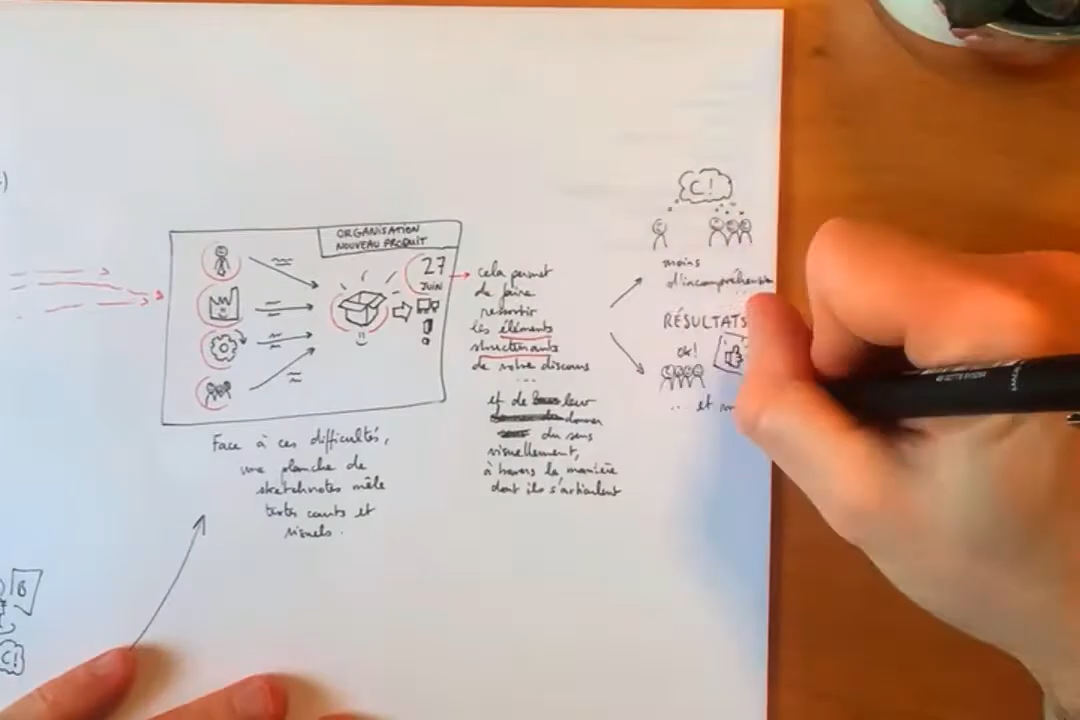 ORGANISATION
NOUVEAU PRODUIT
27
JUIN
Face à ces difficultés,
une planche de
sketchnotes mêle
textes courts et
visuels.
cela permet
de faire
ressortir
les éléments
structurants
de votre discours
...
et de leur
donner
du sens
visuellement,
à travers la manière
dont ils s'articulent
C!
moins
d'incompréhension
...
RÉSULTATS
OK!
... et
B
C!